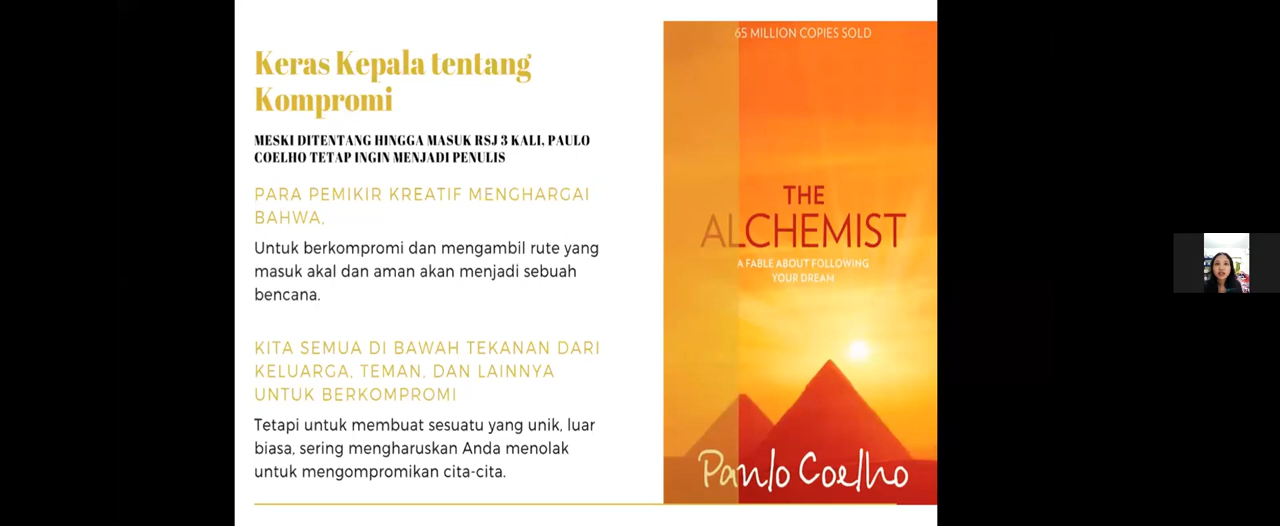 Keras Kepala tentang
Kompromi
MESKI DITENTANG HINGGA MASUK RSJ 3 KALI, PAULO
COELHO TETAP INGIN MENJADI PENULIS
PARA PEMIKIR KREATIF MENGHARGAI
BAHWA,
Untuk berkompromi dan mengambil rute yang
masuk akal dan aman akan menjadi sebuah
bencana.
KITA SEMUA DI BAWAH TEKANAN DARI
KELUARGA, TEMAN, DAN LAINNYA
UNTUK BERKOMPROMI
Tetapi untuk membuat sesuatu yang unik, luar
biasa, sering mengharuskan Anda menolak
untuk mengompromikan cita-cita.
65 MILLION COPIES SOLD
THE
ALCHEMIST
A FABLE ABOUT FOLLOWING
YOUR DREAM
Paulo Coelho